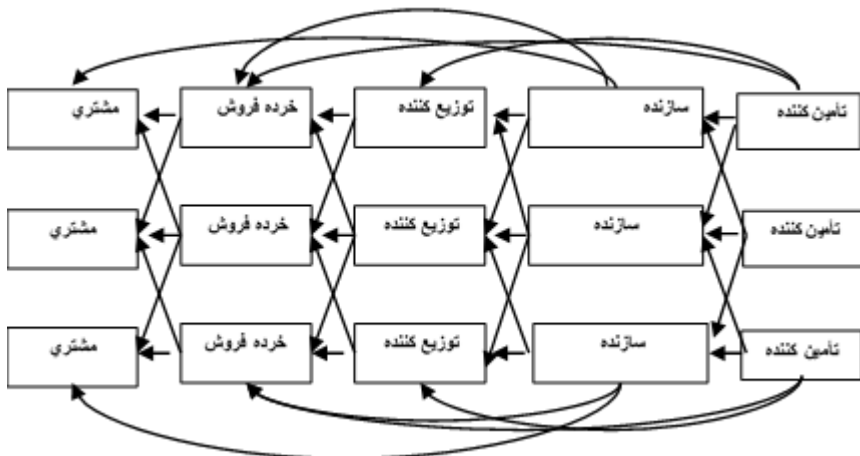 تأمين كننده
سازنده
توزيع كننده
خرده فروش
مشتري
تأمين كننده
سازنده
توزيع كننده
خرده فروش
مشتري
تأمين كننده
سازنده
توزيع كننده
خرده فروش
مشتري